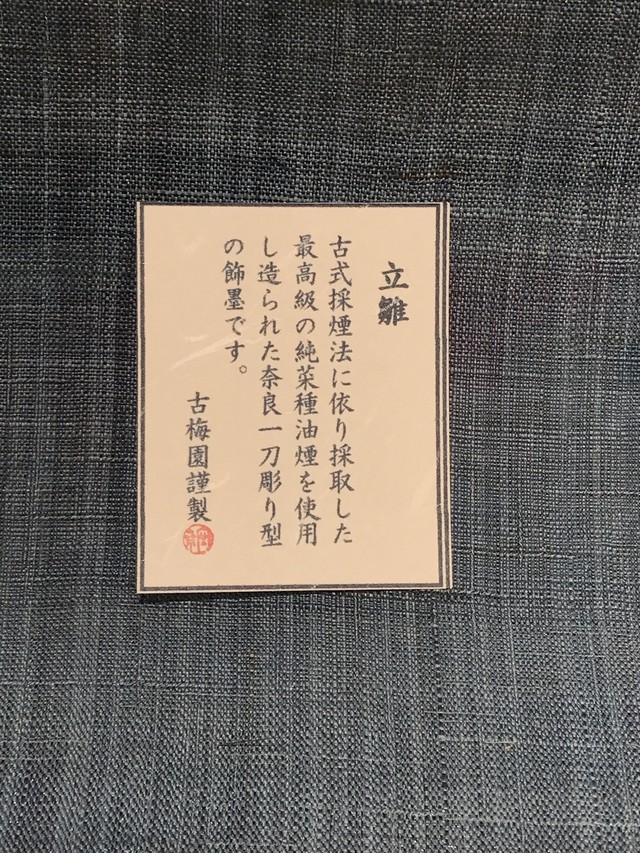 立雛
古式採煙法に依り採取した
最高級の純菜種油煙を使用
し造られた奈良一刀彫り型
の飾墨です。
古梅園謹製